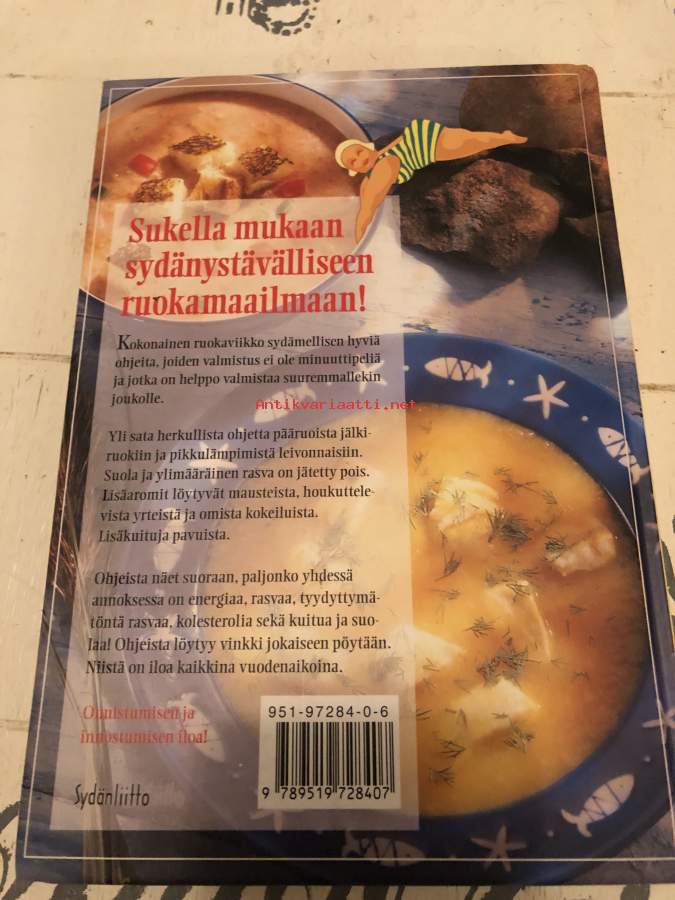 Sukella mukaan
sydänystävälliseen
ruokamaailmaan!
Kokonainen ruokaviikko sydämellisen hyviä
ohjeita, joiden valmistus ei ole minuuttipeliä
ja jotka on helppo valmistaa suuremmallekin
joukolle.
Antikvariaatti.net
Yli sata herkullista ohjetta pääruoista jälki-
ruokiin ja pikkulämpimistä leivonnaisiin.
Suola ja ylimääräinen rasva on jätetty pois.
Lisäaromit löytyvät mausteista, houkuttele-
vista yrteistä ja omista kokeiluista.
Lisäkuituja pavuista.
Ohjeista näet suoraan, paljonko yhdessä
annoksessa on energiaa, rasvaa, tyydyttymä-
töntä rasvaa, kolesterolia sekä kuitua ja suo-
laa! Ohjeista löytyy vinkki jokaiseen pöytään.
Niistä on iloa kaikkina vuodenaikoina.
Onnistumisen ja
innostumisen iloa!
951-97284-0-6
9 789519 728407
Sydänliitto